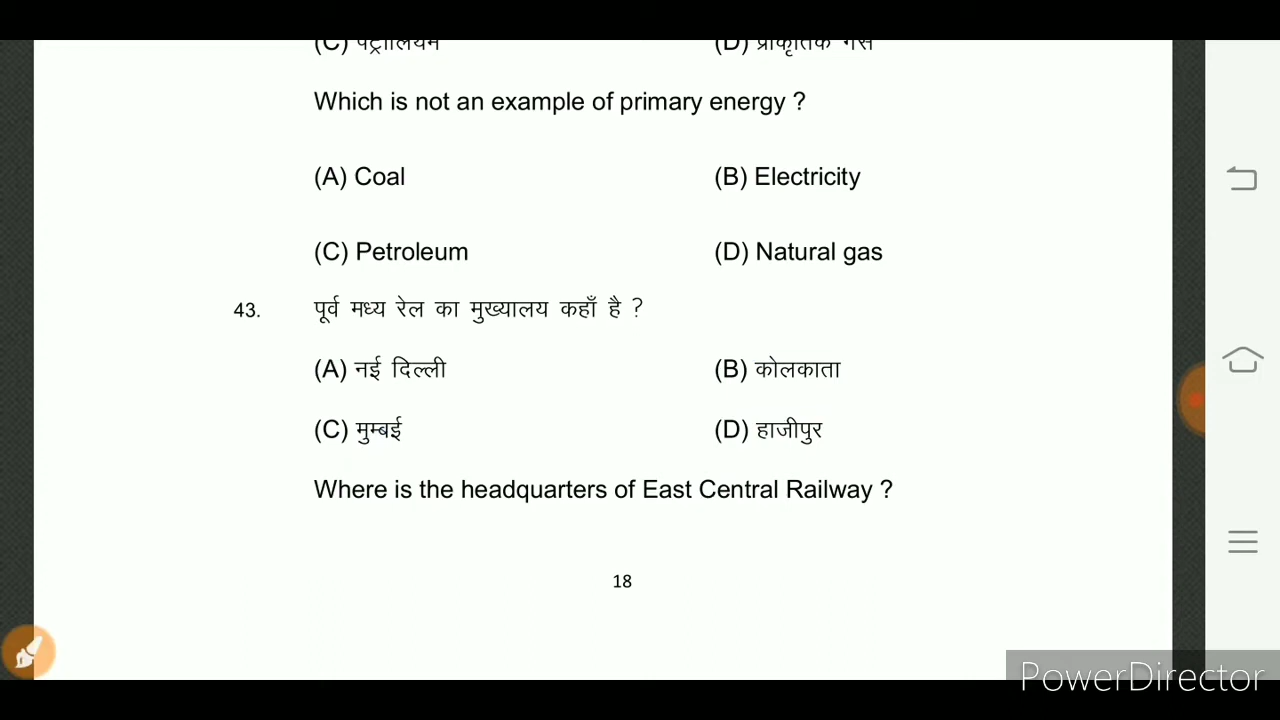 (C) पेट्रोलियम (D) प्राकृतिक गैस
Which is not an example of primary energy ?
(A) Coal (B) Electricity
(C) Petroleum (D) Natural gas
43. पूर्व मध्य रेल का मुख्यालय कहाँ है ?
(A) नई दिल्ली (B) कोलकाता
(C) मुम्बई (D) हाजीपुर
Where is the headquarters of East Central Railway ?
18
PowerDirector